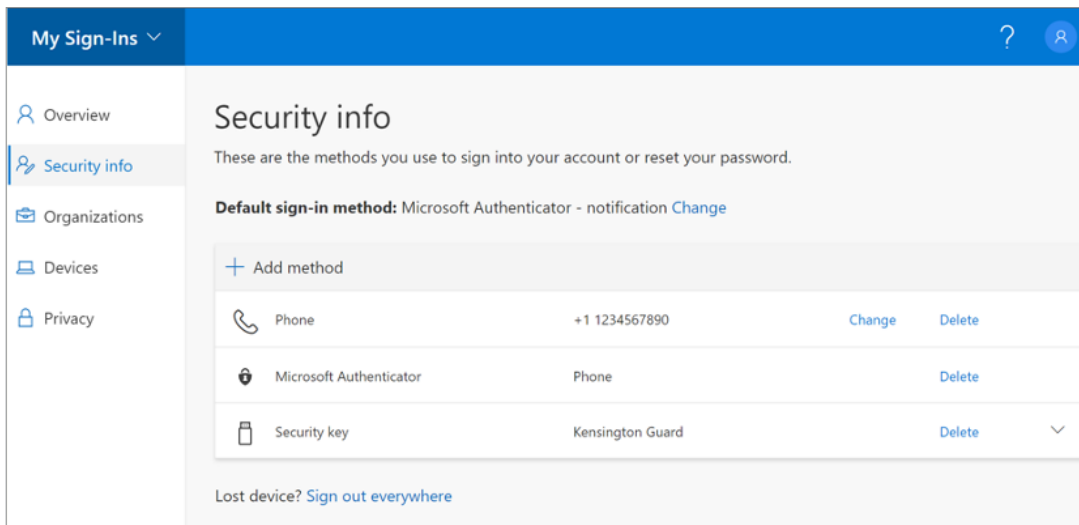 My Sign-Ins
?
Overview
Security info
Organizations
Devices
Privacy
Security info
These are the methods you use to sign into your account or reset your password.
Default sign-in method: Microsoft Authenticator - notification Change
+ Add method
Phone +1 1234567890 Change Delete
Microsoft Authenticator Phone Delete
Security key Kensington Guard Delete
Lost device? Sign out everywhere